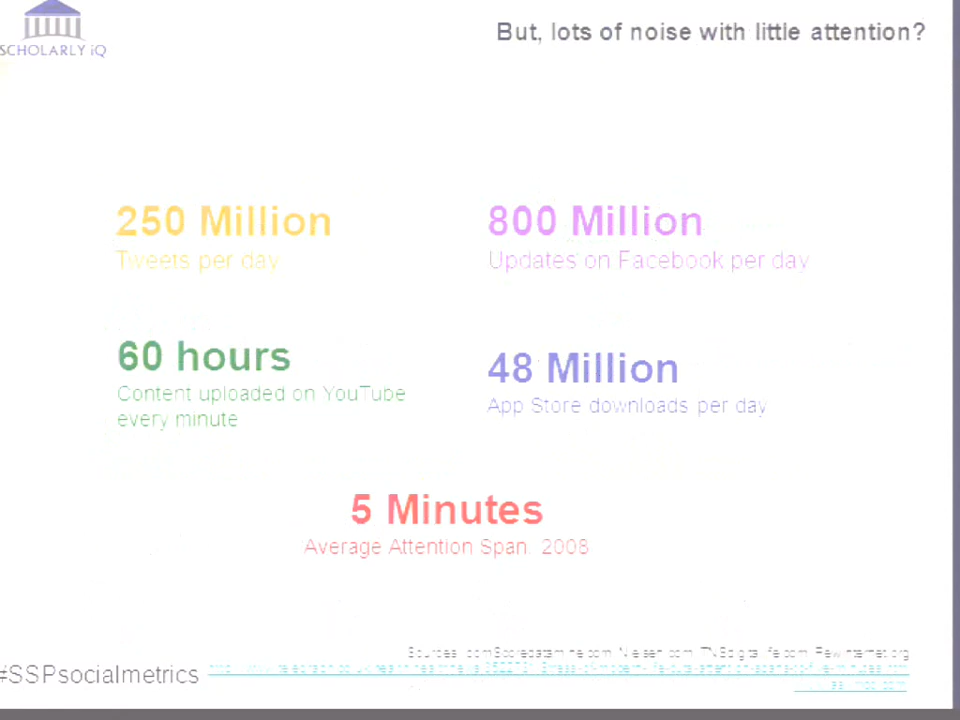 SCHOLARLY iQ
But, lots of noise with little attention?
250 Million
Tweets per day
800 Million
Updates on Facebook per day
60 hours
Content uploaded on YouTube
every minute
48 Million
App Store downloads per day
5 Minutes
Average Attention Span 2008
#SSPsocialmetrics